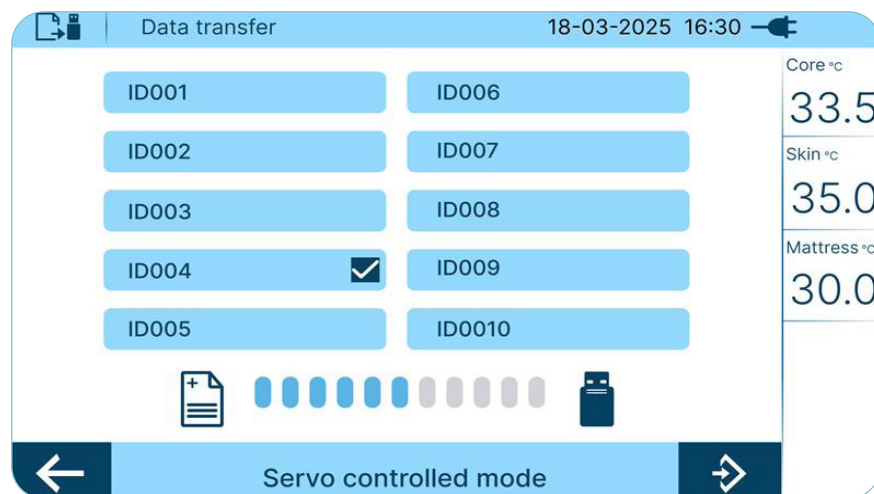 Data transfer 18-03-2025 16:30
ID001
ID002
ID003
ID004
ID005
ID006
ID007
ID008
ID009
ID0010
Core °C
33.5
Skin °C
35.0
Mattress °C
30.0
Servo controlled mode